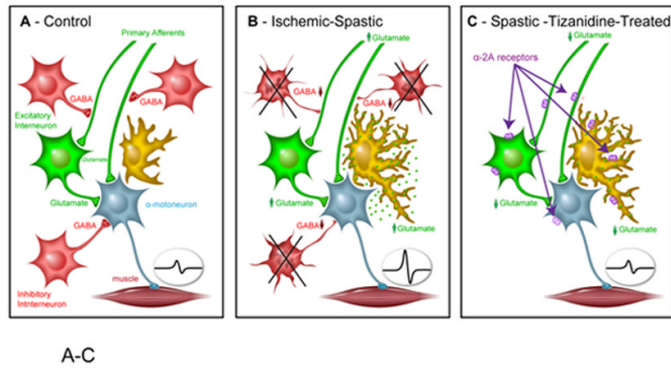 A - Control
Primary Afferents
GABA
GABA
Excitatory
Interneuron
Glutamate
Glutamate
α-motoneuron
GABA
muscle
Inhibitory
Intnterneuron
B - Ischemic-Spastic
Glutamate
GABA
GABA
Glutamate
GABA
Glutamate
C - Spastic -Tizanidine-Treated
Glutamate
α-2A receptors
Glutamate
Glutamate
A-C